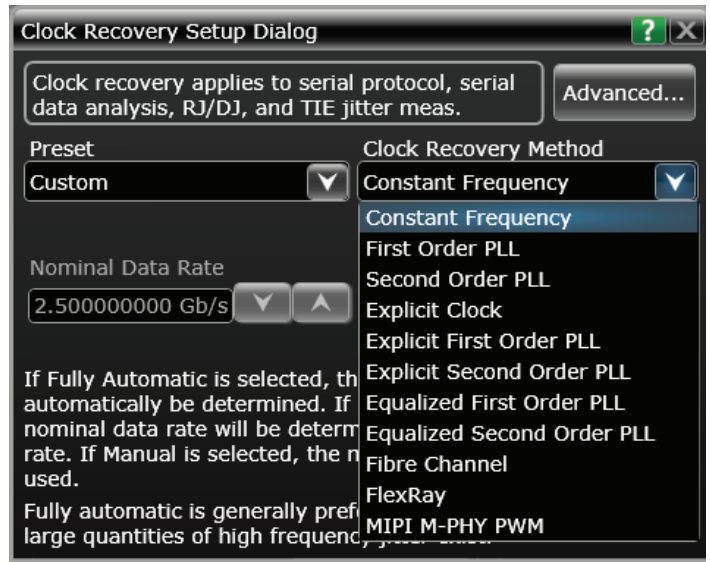 Clock Recovery Setup Dialog
?
X
Clock recovery applies to serial protocol, serial
data analysis, RJ/DJ, and TIE jitter meas.
Advanced...
Preset
Clock Recovery Method
Custom
Constant Frequency
Constant Frequency
First Order PLL
Second Order PLL
Explicit Clock
Explicit First Order PLL
Explicit Second Order PLL
Equalized First Order PLL
Equalized Second Order PLL
Fibre Channel
FlexRay
MIPI M-PHY PWM
Nominal Data Rate
2.500000000 Gb/s
If Fully Automatic is selected, th
automatically be determined. If
nominal data rate will be determ
rate. If Manual is selected, the n
used.
Fully automatic is generally pref
large quantities of high frequenc